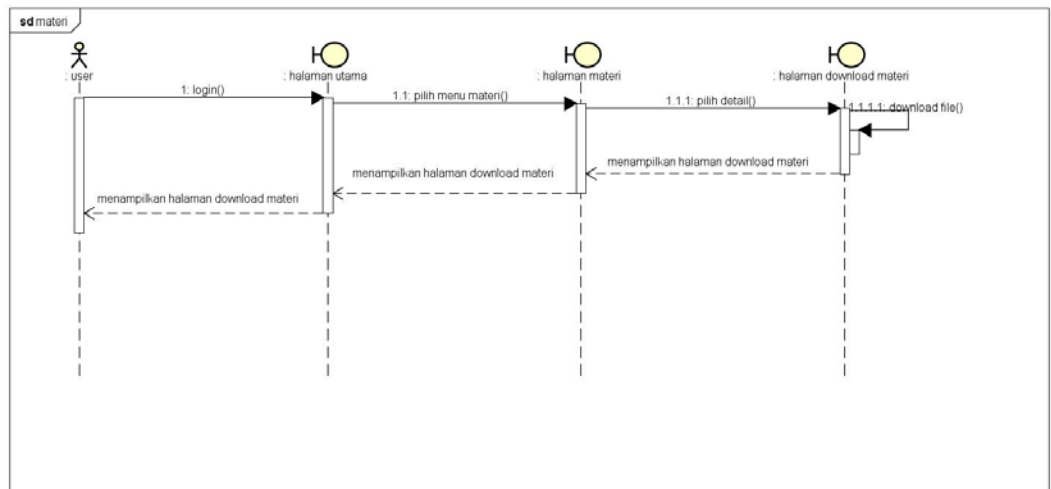 sd materi
: user
: halaman utama
: halaman materi
: halaman download materi
1: login()
1.1: pilih menu materi()
1.1.1: pilih detail()
1.1.1.1: download file()
menampilkan halaman download materi
menampilkan halaman download materi
menampilkan halaman download materi